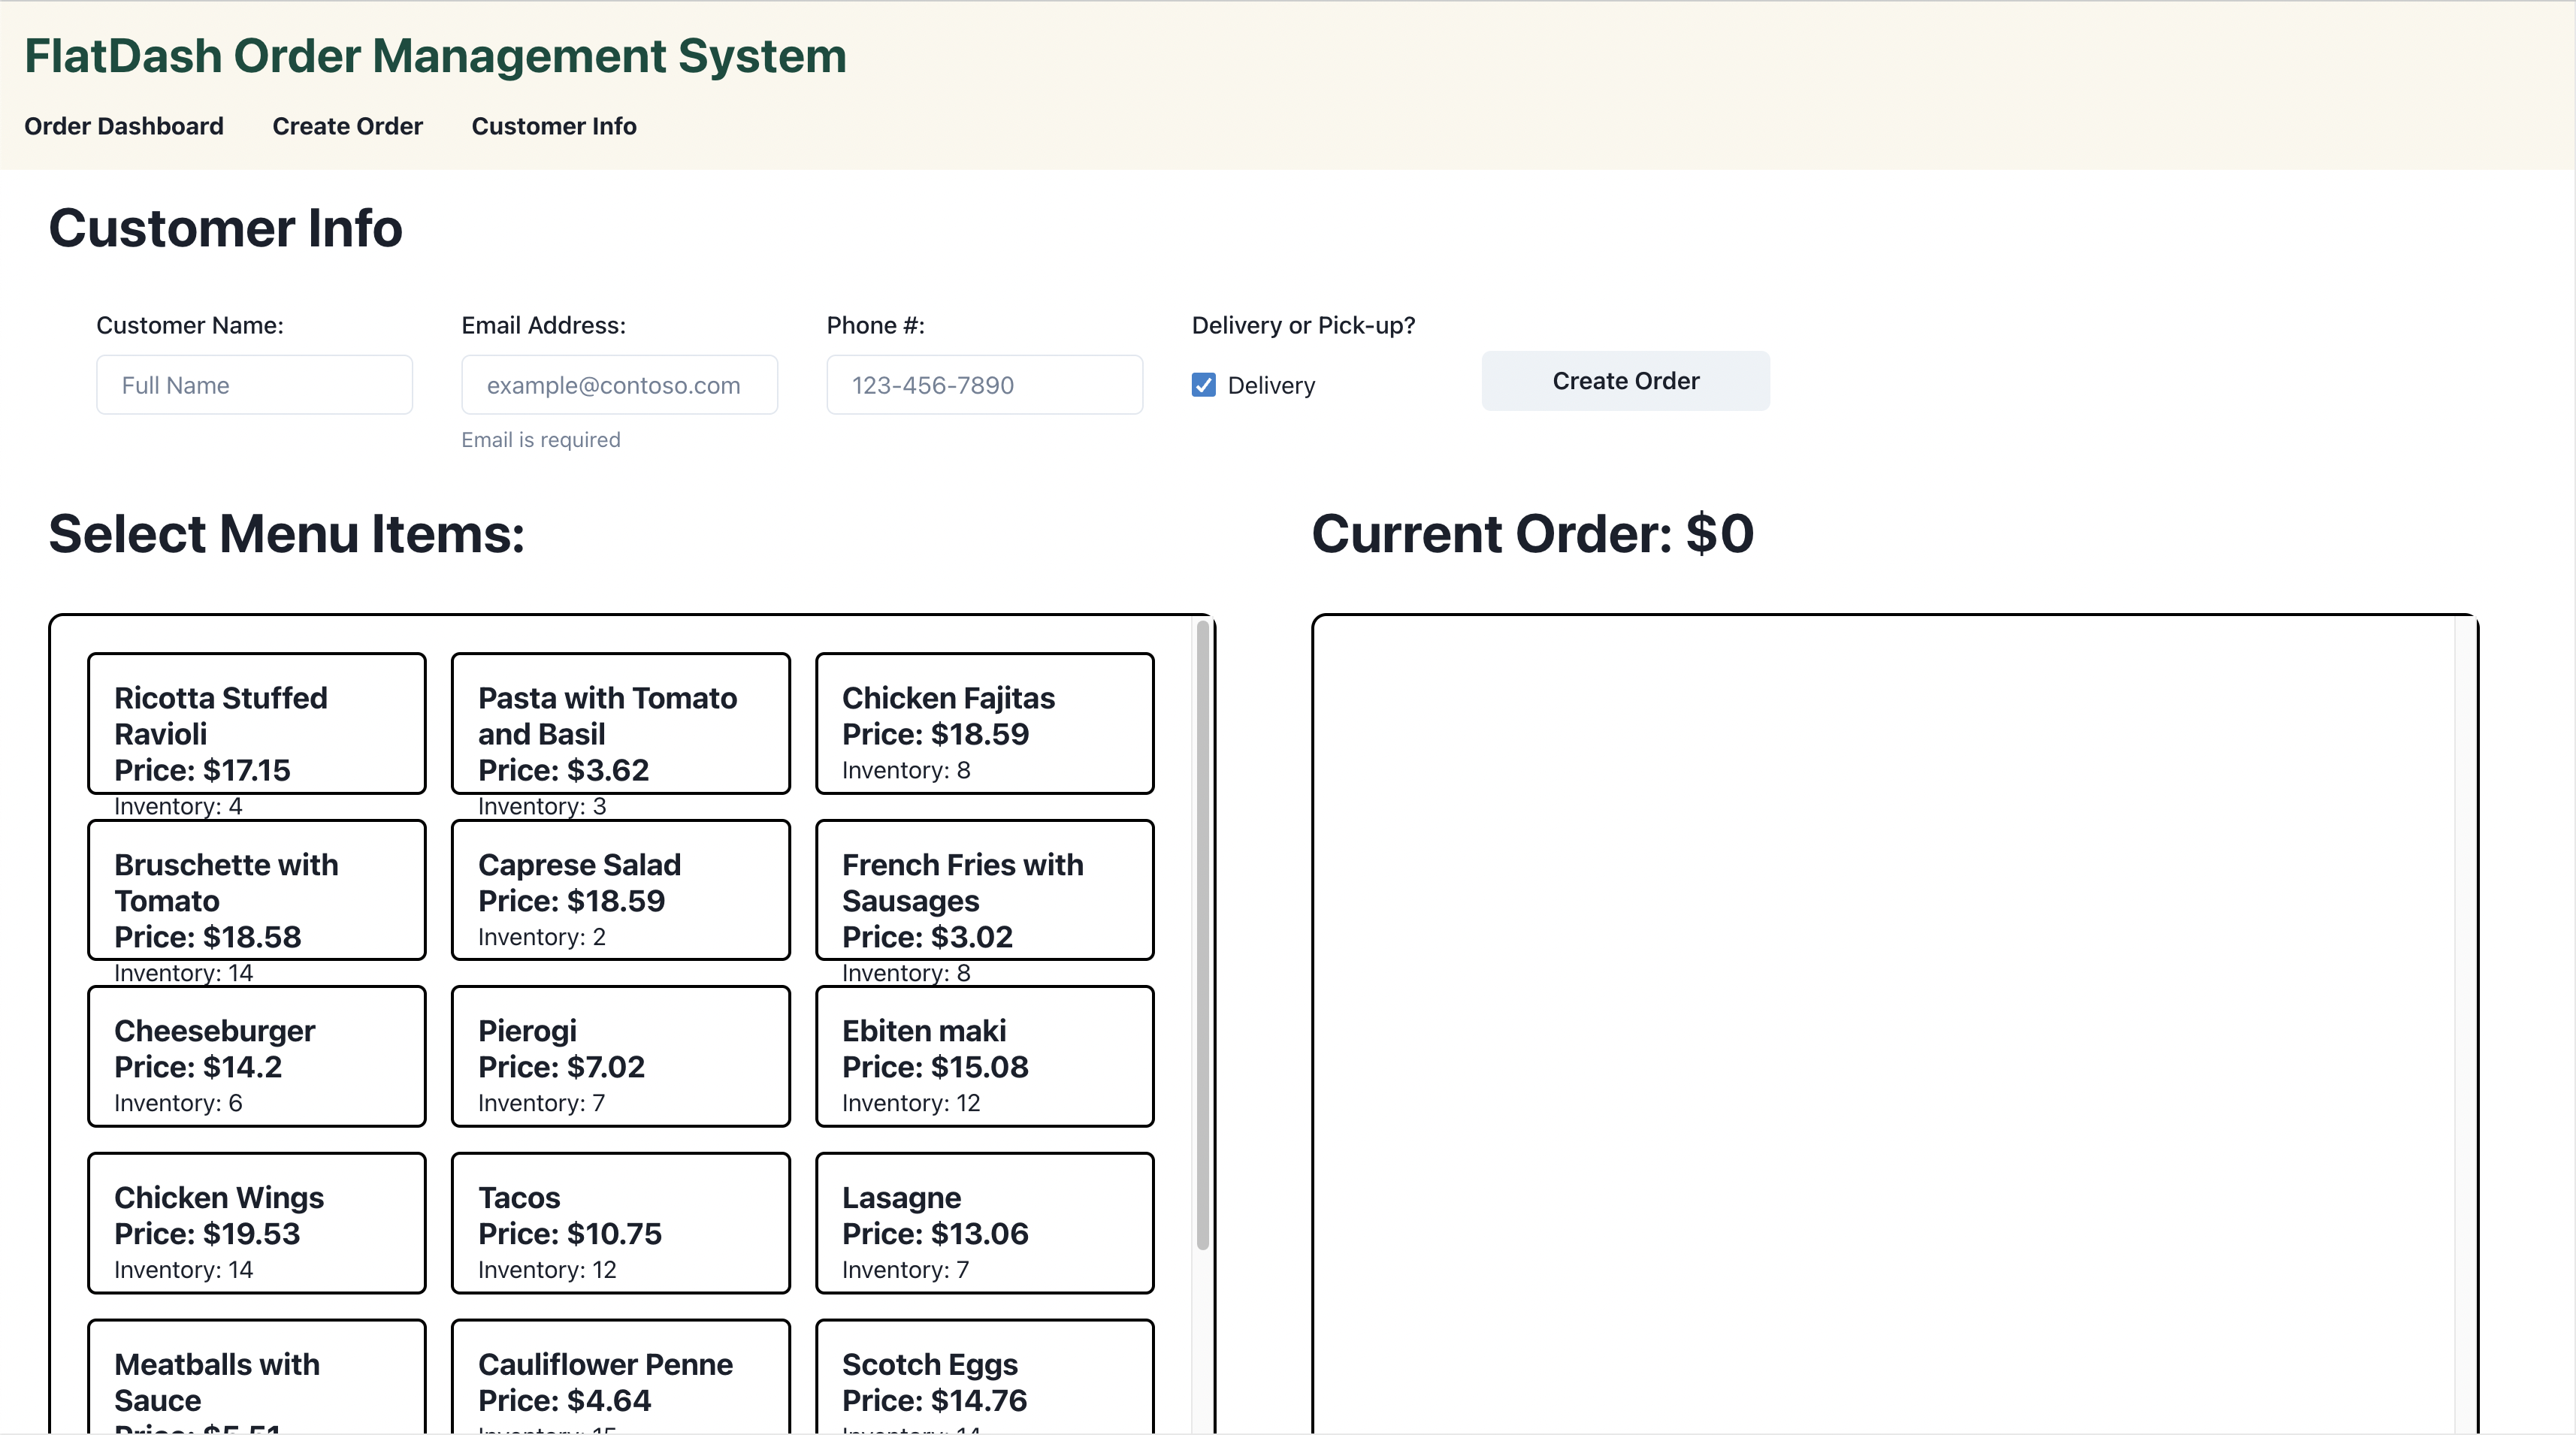 FlatDash Order Management System
Order Dashboard Create Order Customer Info
Customer Info
Customer Name: Email Address: Phone #: Delivery or Pick-up?
Full Name example@contoso.com 123-456-7890 Delivery Create Order
Email is required
Select Menu Items:
Current Order: $0
Ricotta Stuffed
Ravioli
Price: $17.15
Inventory: 4
Pasta with Tomato
and Basil
Price: $3.62
Inventory: 3
Chicken Fajitas
Price: $18.59
Inventory: 8
Bruschette with
Tomato
Price: $18.58
Inventory: 14
Caprese Salad
Price: $18.59
Inventory: 2
French Fries with
Sausages
Price: $3.02
Inventory: 8
Cheeseburger
Price: $14.2
Inventory: 6
Pierogi
Price: $7.02
Inventory: 7
Ebiten maki
Price: $15.08
Inventory: 12
Chicken Wings
Price: $19.53
Inventory: 14
Tacos
Price: $10.75
Inventory: 12
Lasagne
Price: $13.06
Inventory: 7
Meatballs with
Sauce
Price: $5.51
Cauliflower Penne
Price: $4.64
Inventory: 15
Scotch Eggs
Price: $14.76
Inventory: 14